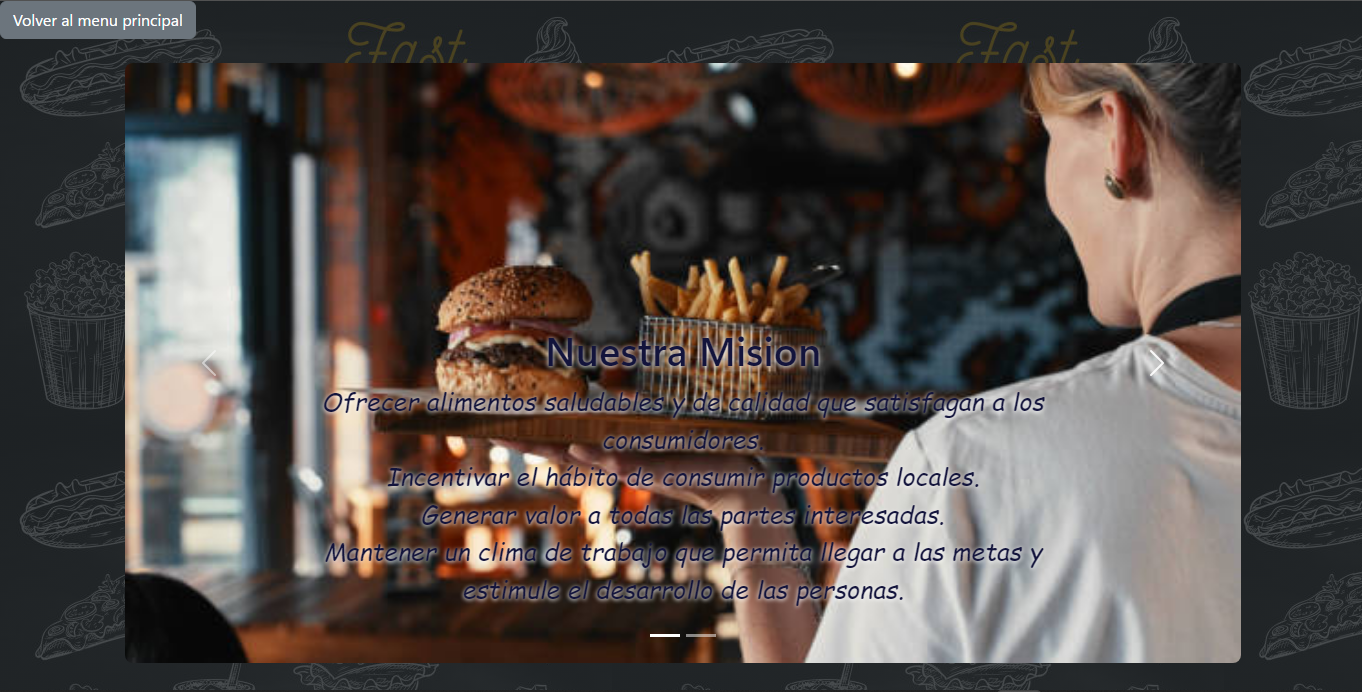 Volver al menu principal
Fast
Fast
Nuestra Mision
Ofrecer alimentos saludables y de calidad que satisfagan a los
consumidores.
Incentivar el hábito de consumir productos locales.
Generar valor a todas las partes interesadas.
Mantener un clima de trabajo que permita llegar a las metas y
estimule el desarrollo de las personas.